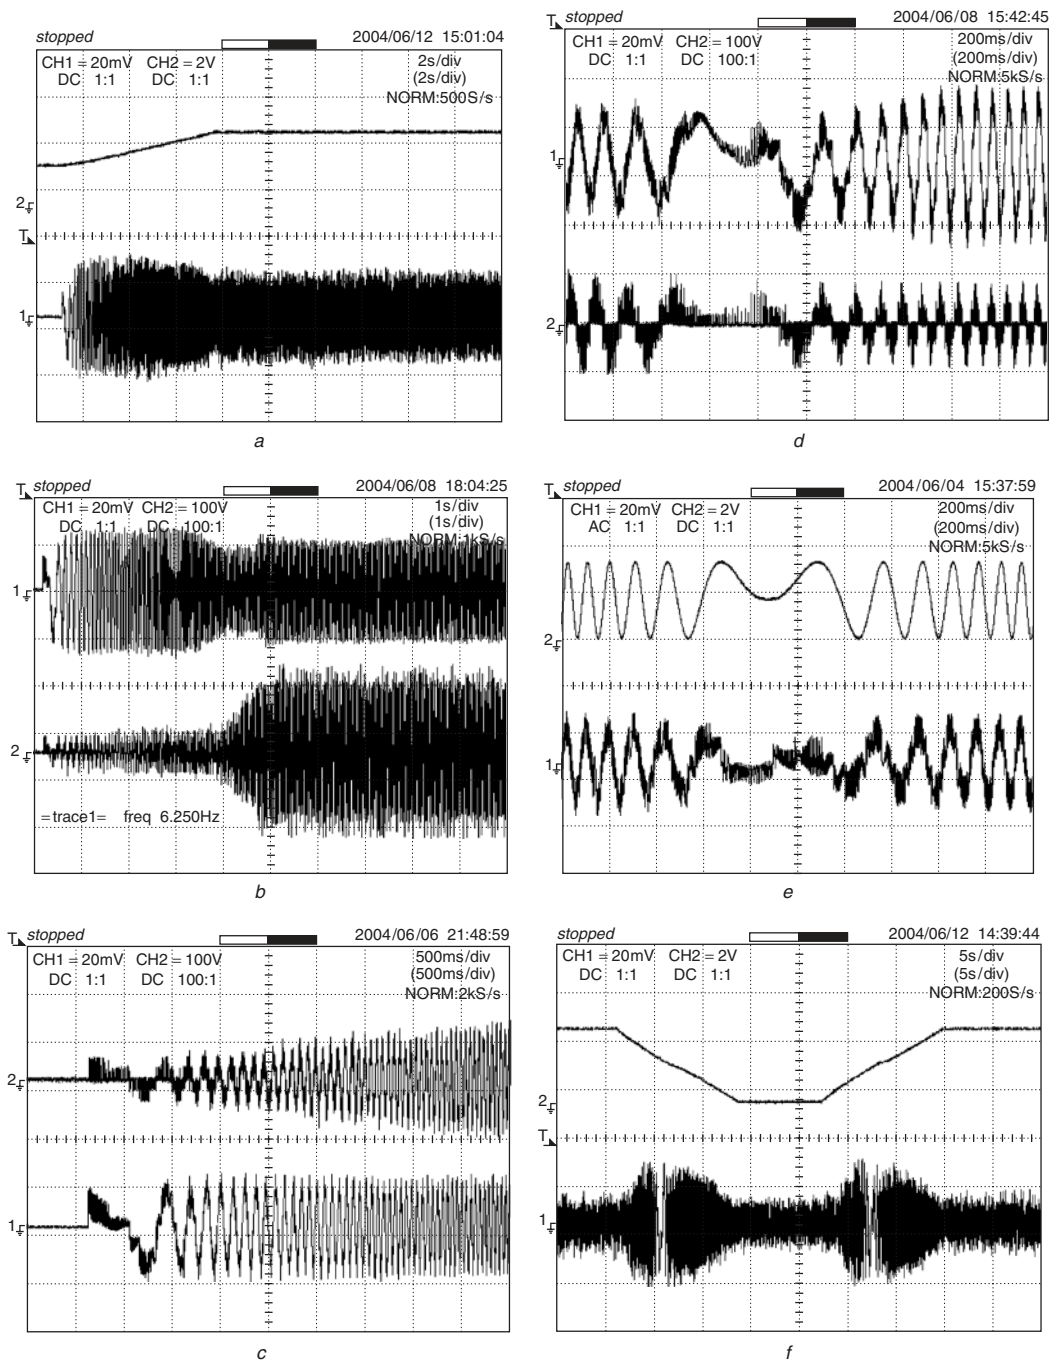 stopped 2004/06/12 15:01:04
CH1 = 20mV CH2 = 2V 2s/div
DC 1:1 DC 1:1 (2s/div)
NORM:500S/s
2
T
1
a
T stopped 2004/06/08 15:42:45
CH1 = 20mV CH2 = 100V 200ms/div
DC 1:1 DC 100:1 (200ms/div)
NORM:5kS/s
1
2
d
T stopped 2004/06/08 18:04:25
CH1 = 20mV CH2 = 100V 1s/div
DC 1:1 DC 100:1 (1s/div)
NORM:1kS/s
1
2
=trace1= freq 6.250Hz
b
T stopped 2004/06/04 15:37:59
CH1 = 20mV CH2 = 2V 200ms/div
AC 1:1 DC 1:1 (200ms/div)
NORM:5kS/s
2
1
e
T stopped 2004/06/06 21:48:59
CH1 = 20mV CH2 = 100V 500ms/div
DC 1:1 DC 100:1 (500ms/div)
NORM:2kS/s
2
1
c
stopped 2004/06/12 14:39:44
CH1 = 20mV CH2 = 2V 5s/div
DC 1:1 DC 1:1 (5s/div)
NORM:200S/s
2
T
1
f